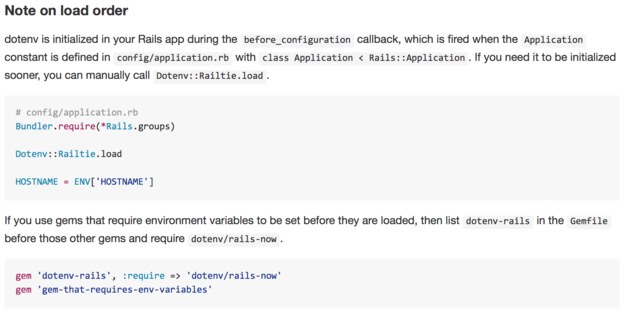 Note on load order
dotenv is initialized in your Rails app during the before_configuration callback, which is fired when the Application
constant is defined in config/application.rb with class Application < Rails::Application. If you need it to be initialized
sooner, you can manually call Dotenv::Railtie.load.
# config/application.rb
Bundler.require(*Rails.groups)
Dotenv::Railtie.load
HOSTNAME = ENV['HOSTNAME']
If you use gems that require environment variables to be set before they are loaded, then list dotenv-rails in the Gemfile
before those other gems and require dotenv/rails-now.
gem 'dotenv-rails', :require => 'dotenv/rails-now'
gem 'gem-that-requires-env-variables'